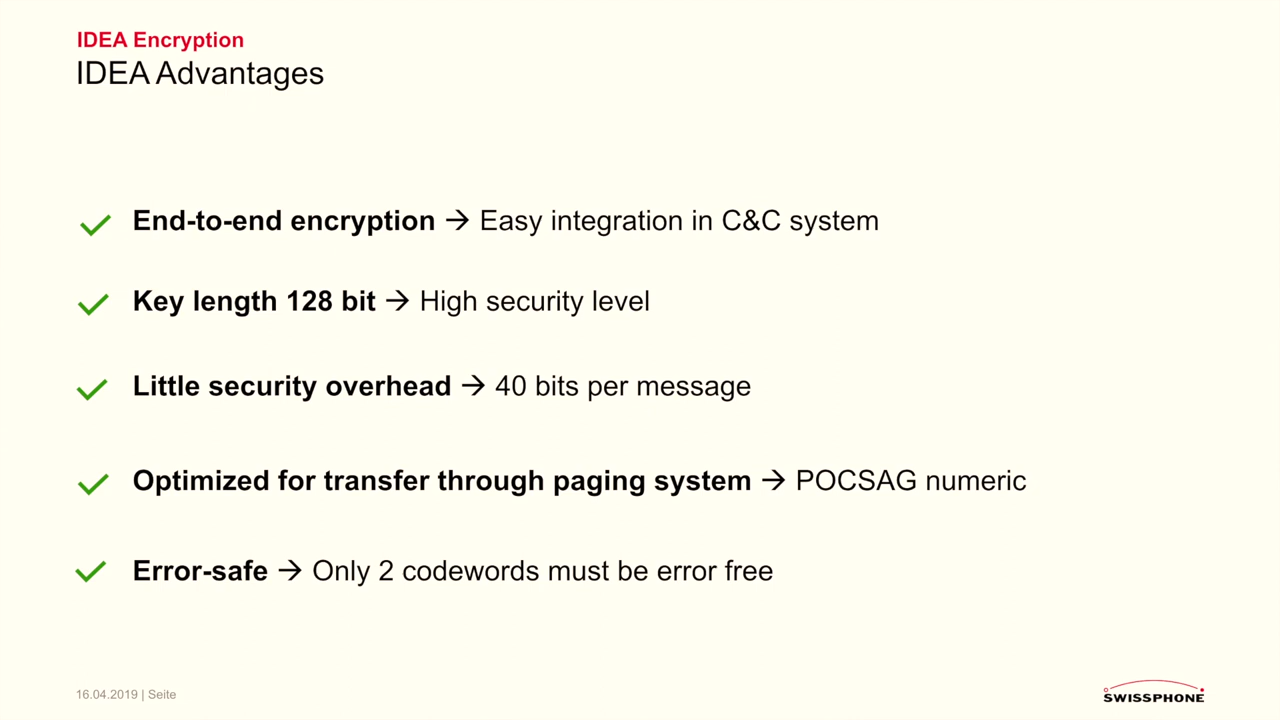 IDEA Encryption
IDEA Advantages
End-to-end encryption → Easy integration in C&C system
Key length 128 bit → High security level
Little security overhead → 40 bits per message
Optimized for transfer through paging system → POCSAG numeric
Error-safe → Only 2 codewords must be error free
16.04.2019 | Seite
SWISSPHONE